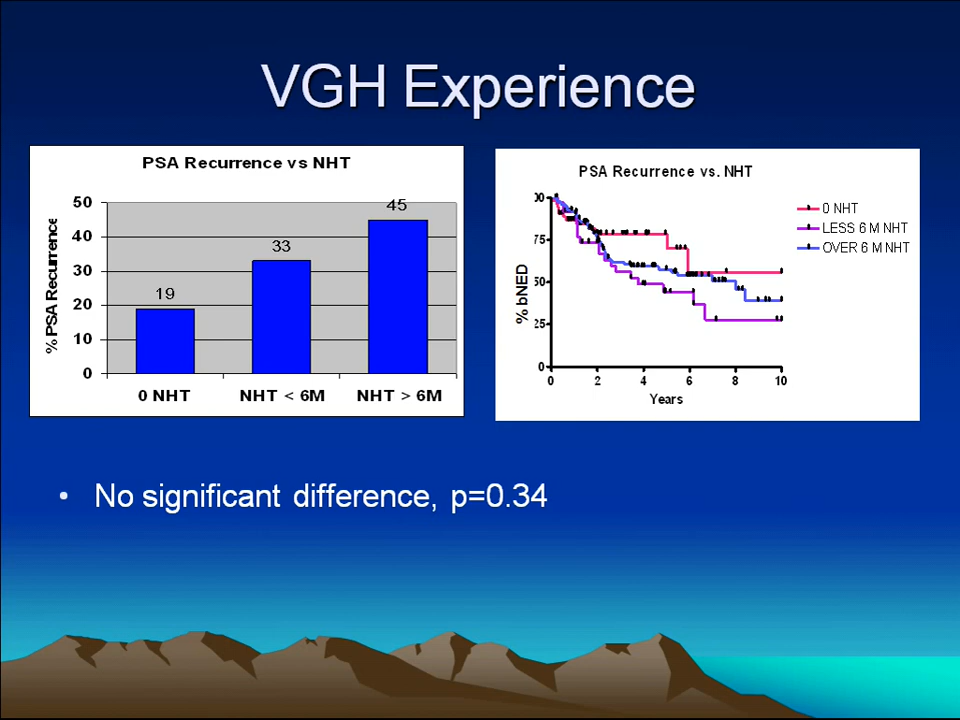 VGH Experience
PSA Recurrence vs NHT
% PSA Recurrence
50
40
30
20
10
0
19
33
45
0 NHT
NHT < 6M
NHT > 6M
PSA Recurrence vs. NHT
% bNED
00
75
50
25
0
0 2 4 6 8 10
Years
0 NHT
LESS 6 M NHT
OVER 6 M NHT
• No significant difference, p=0.34